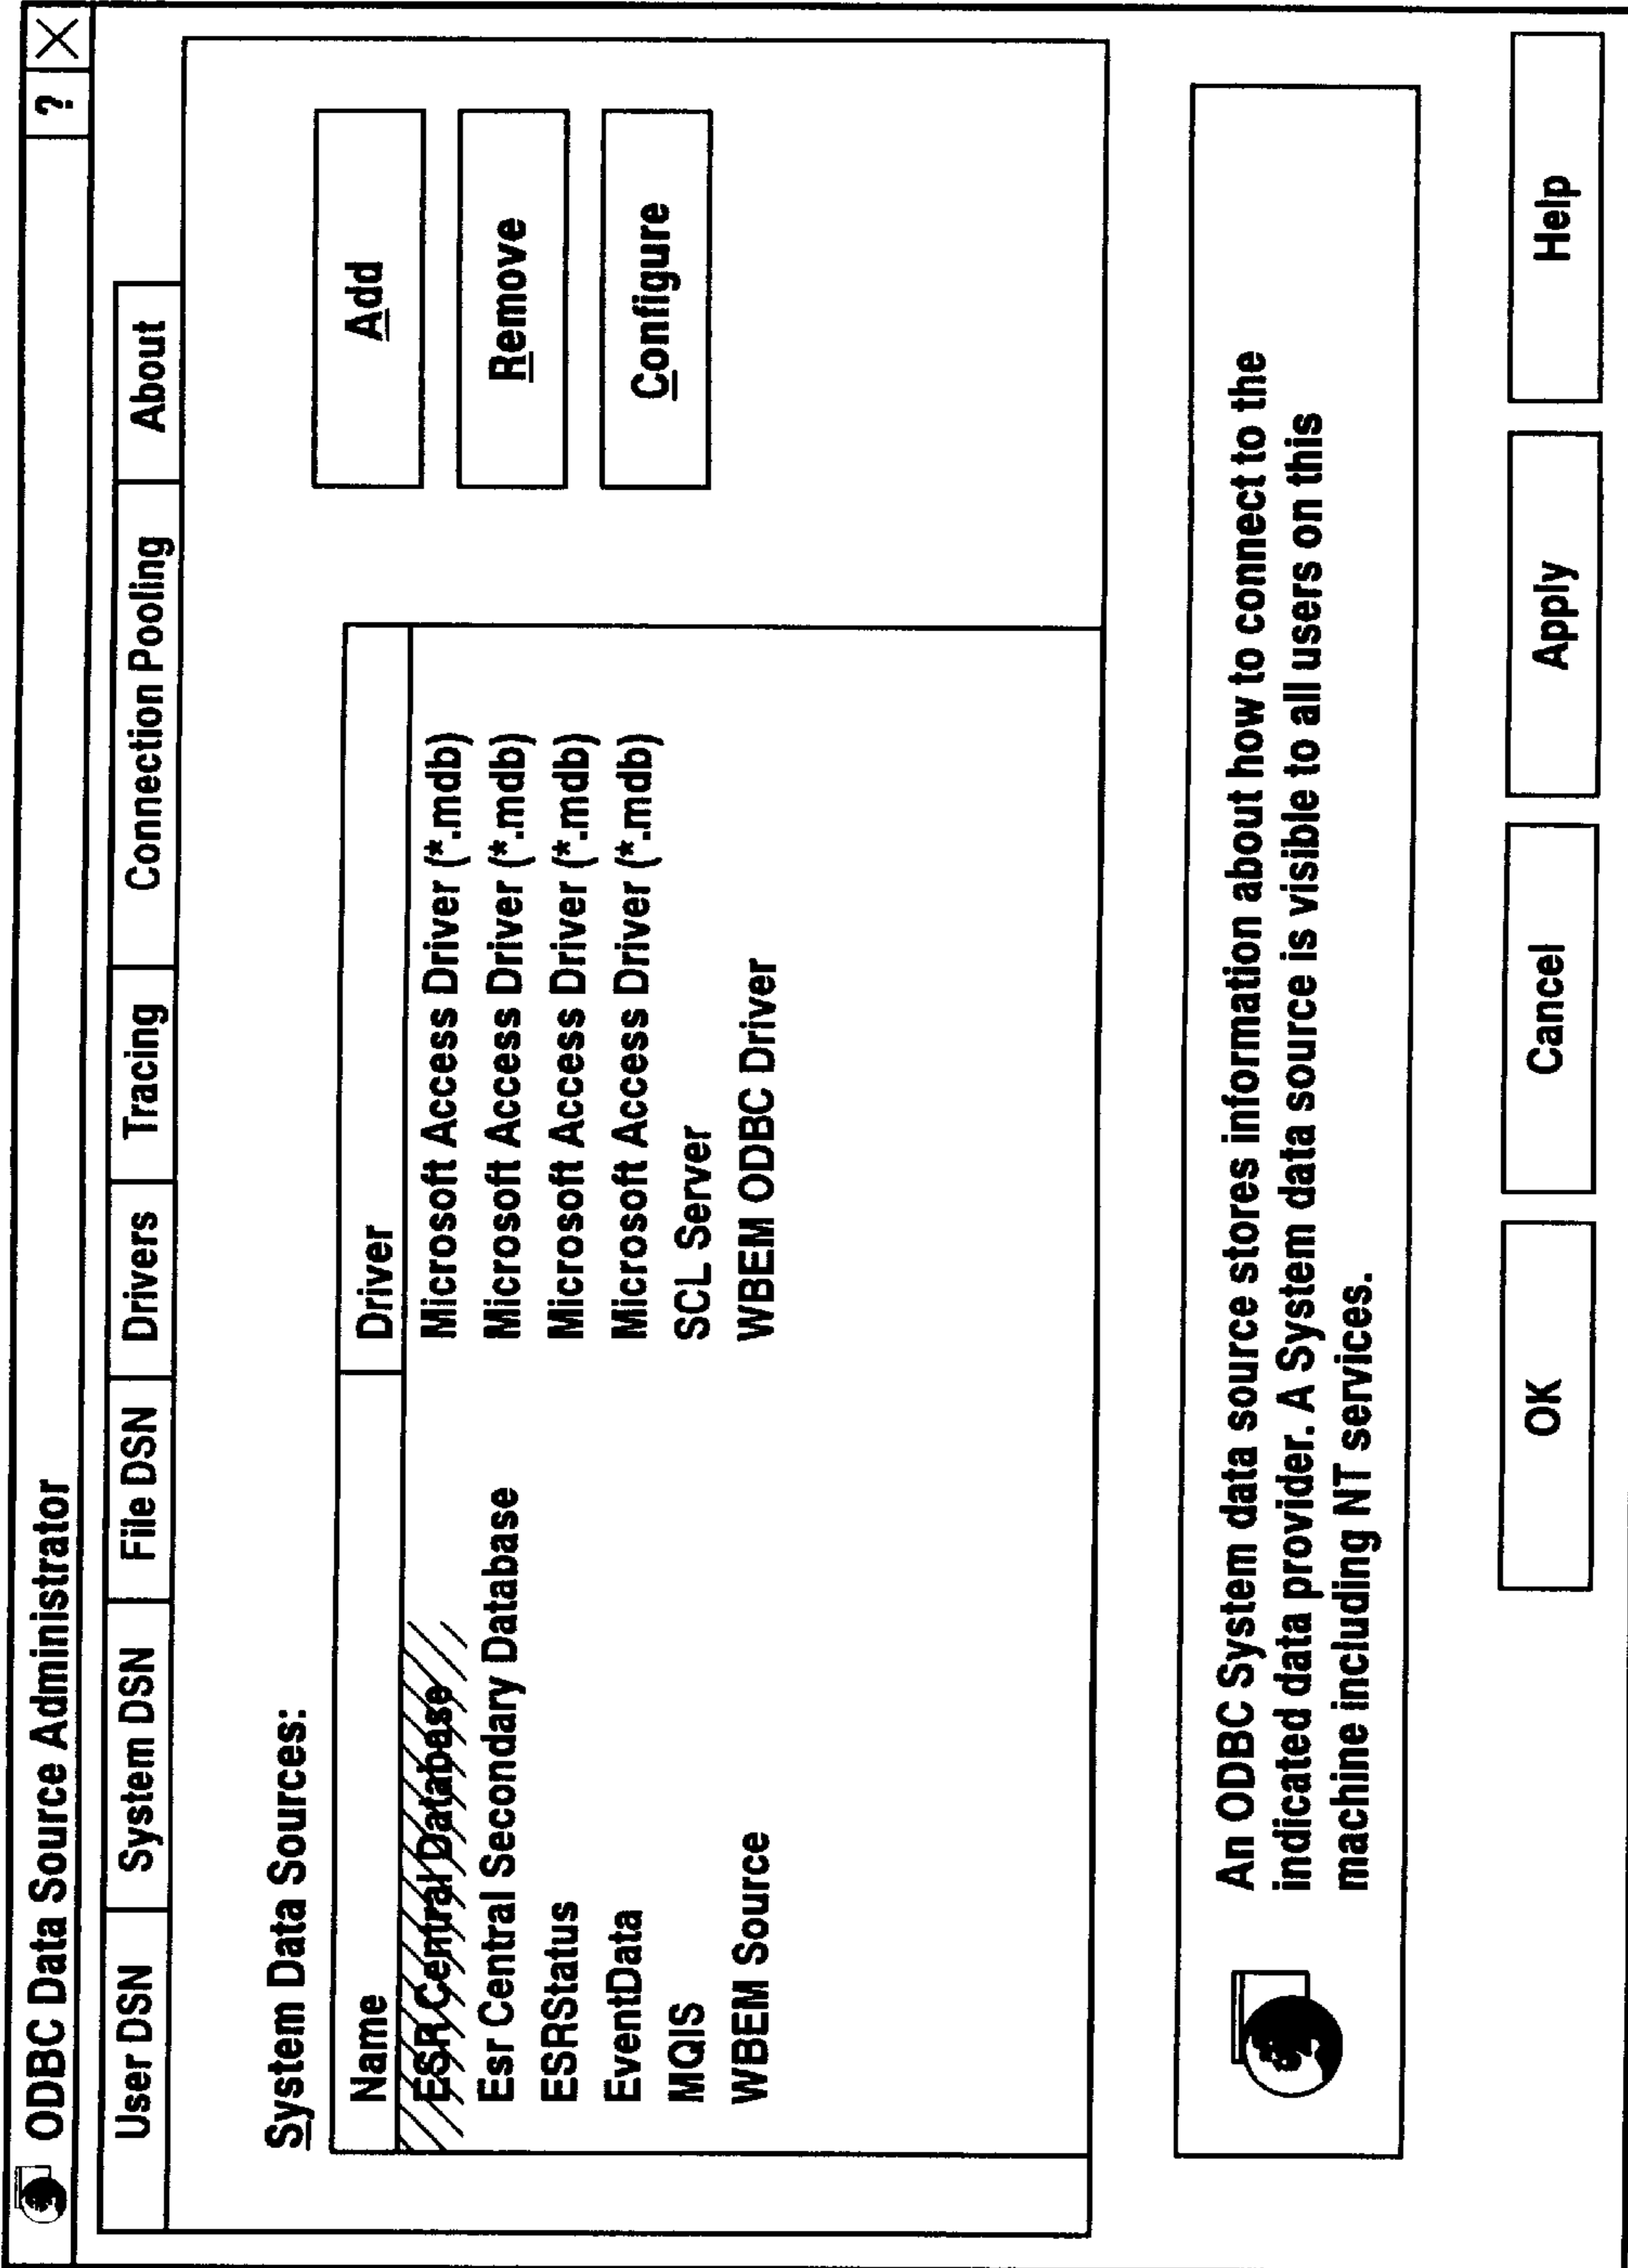 ODBC Data Source Administrator ? X
User DSN System DSN File DSN Drivers Tracing Connection Pooling About
System Data Sources:
Name Driver
ESR Central Database Microsoft Access Driver (*.mdb)
Esr Central Secondary Database Microsoft Access Driver (*.mdb)
ESRStatus Microsoft Access Driver (*.mdb)
EventData Microsoft Access Driver (*.mdb)
MQIS SCL Server
WBEM Source WBEM ODBC Driver
Add
Remove
Configure
An ODBC System data source stores information about how to connect to the
indicated data provider. A System data source is visible to all users on this
machine including NT services.
OK Cancel Apply Help